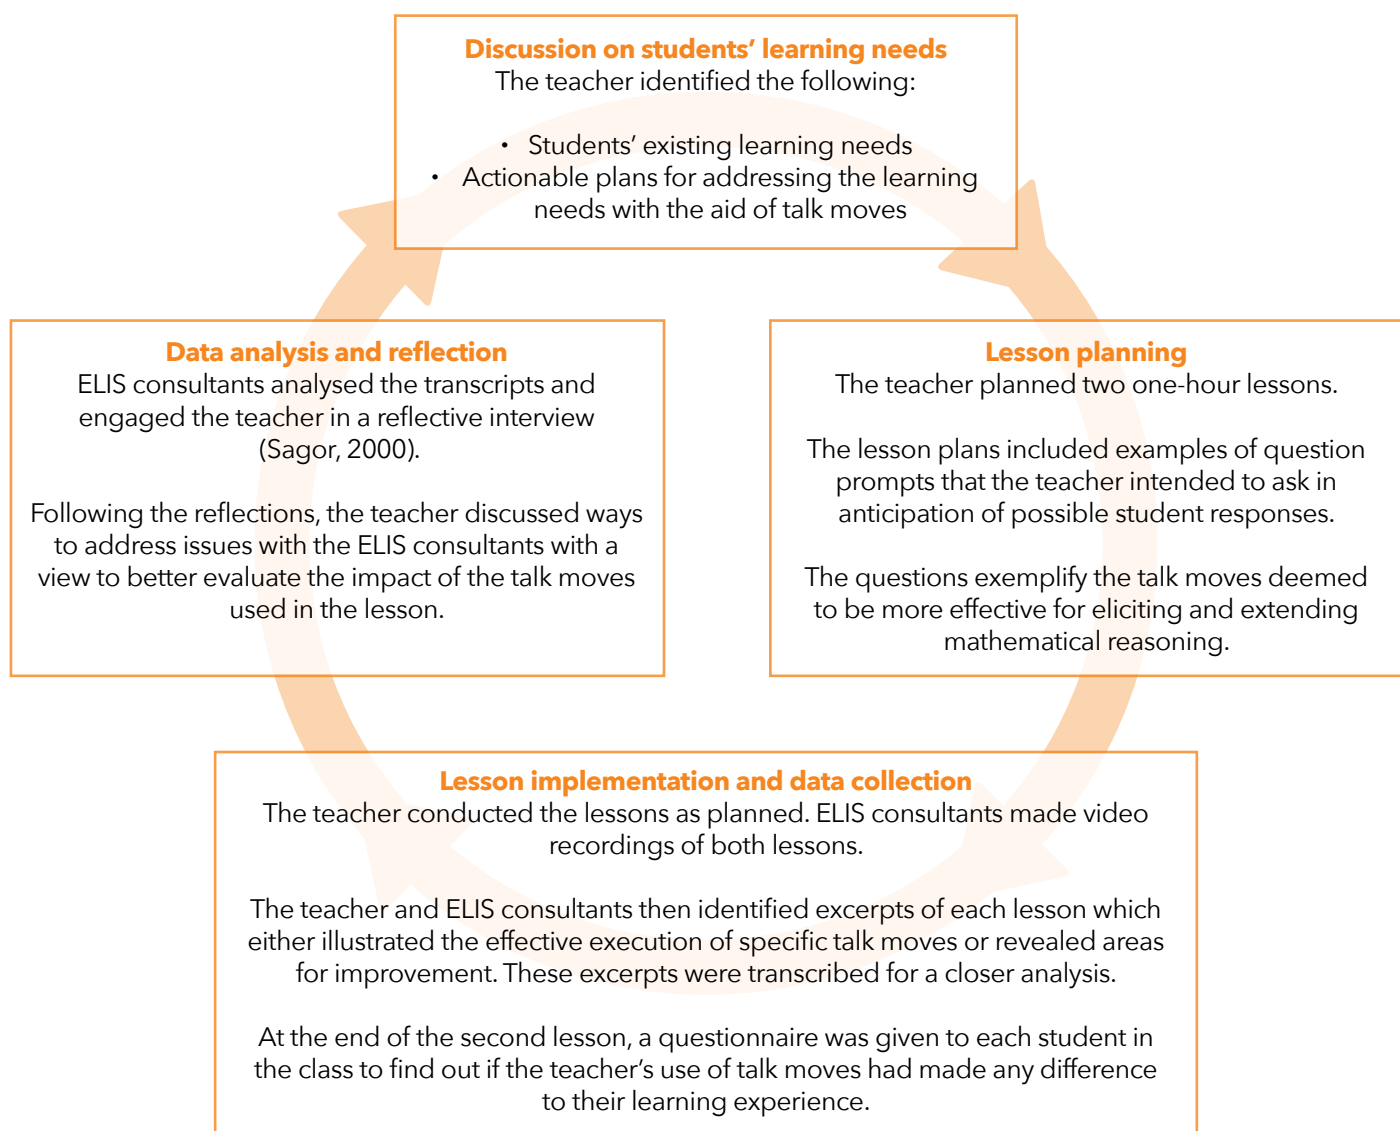 Discussion on students’ learning needs
The teacher identified the following:
• Students’ existing learning needs
• Actionable plans for addressing the learning
needs with the aid of talk moves
Lesson planning
The teacher planned two one-hour lessons.
The lesson plans included examples of question
prompts that the teacher intended to ask in
anticipation of possible student responses.
The questions exemplify the talk moves deemed
to be more effective for eliciting and extending
mathematical reasoning.
Lesson implementation and data collection
The teacher conducted the lessons as planned. ELIS consultants made video
recordings of both lessons.
The teacher and ELIS consultants then identified excerpts of each lesson which
either illustrated the effective execution of specific talk moves or revealed areas
for improvement. These excerpts were transcribed for a closer analysis.
At the end of the second lesson, a questionnaire was given to each student in
the class to find out if the teacher’s use of talk moves had made any difference
to their learning experience.
Data analysis and reflection
ELIS consultants analysed the transcripts and
engaged the teacher in a reflective interview
(Sagor, 2000).
Following the reflections, the teacher discussed ways
to address issues with the ELIS consultants with a
view to better evaluate the impact of the talk moves
used in the lesson.